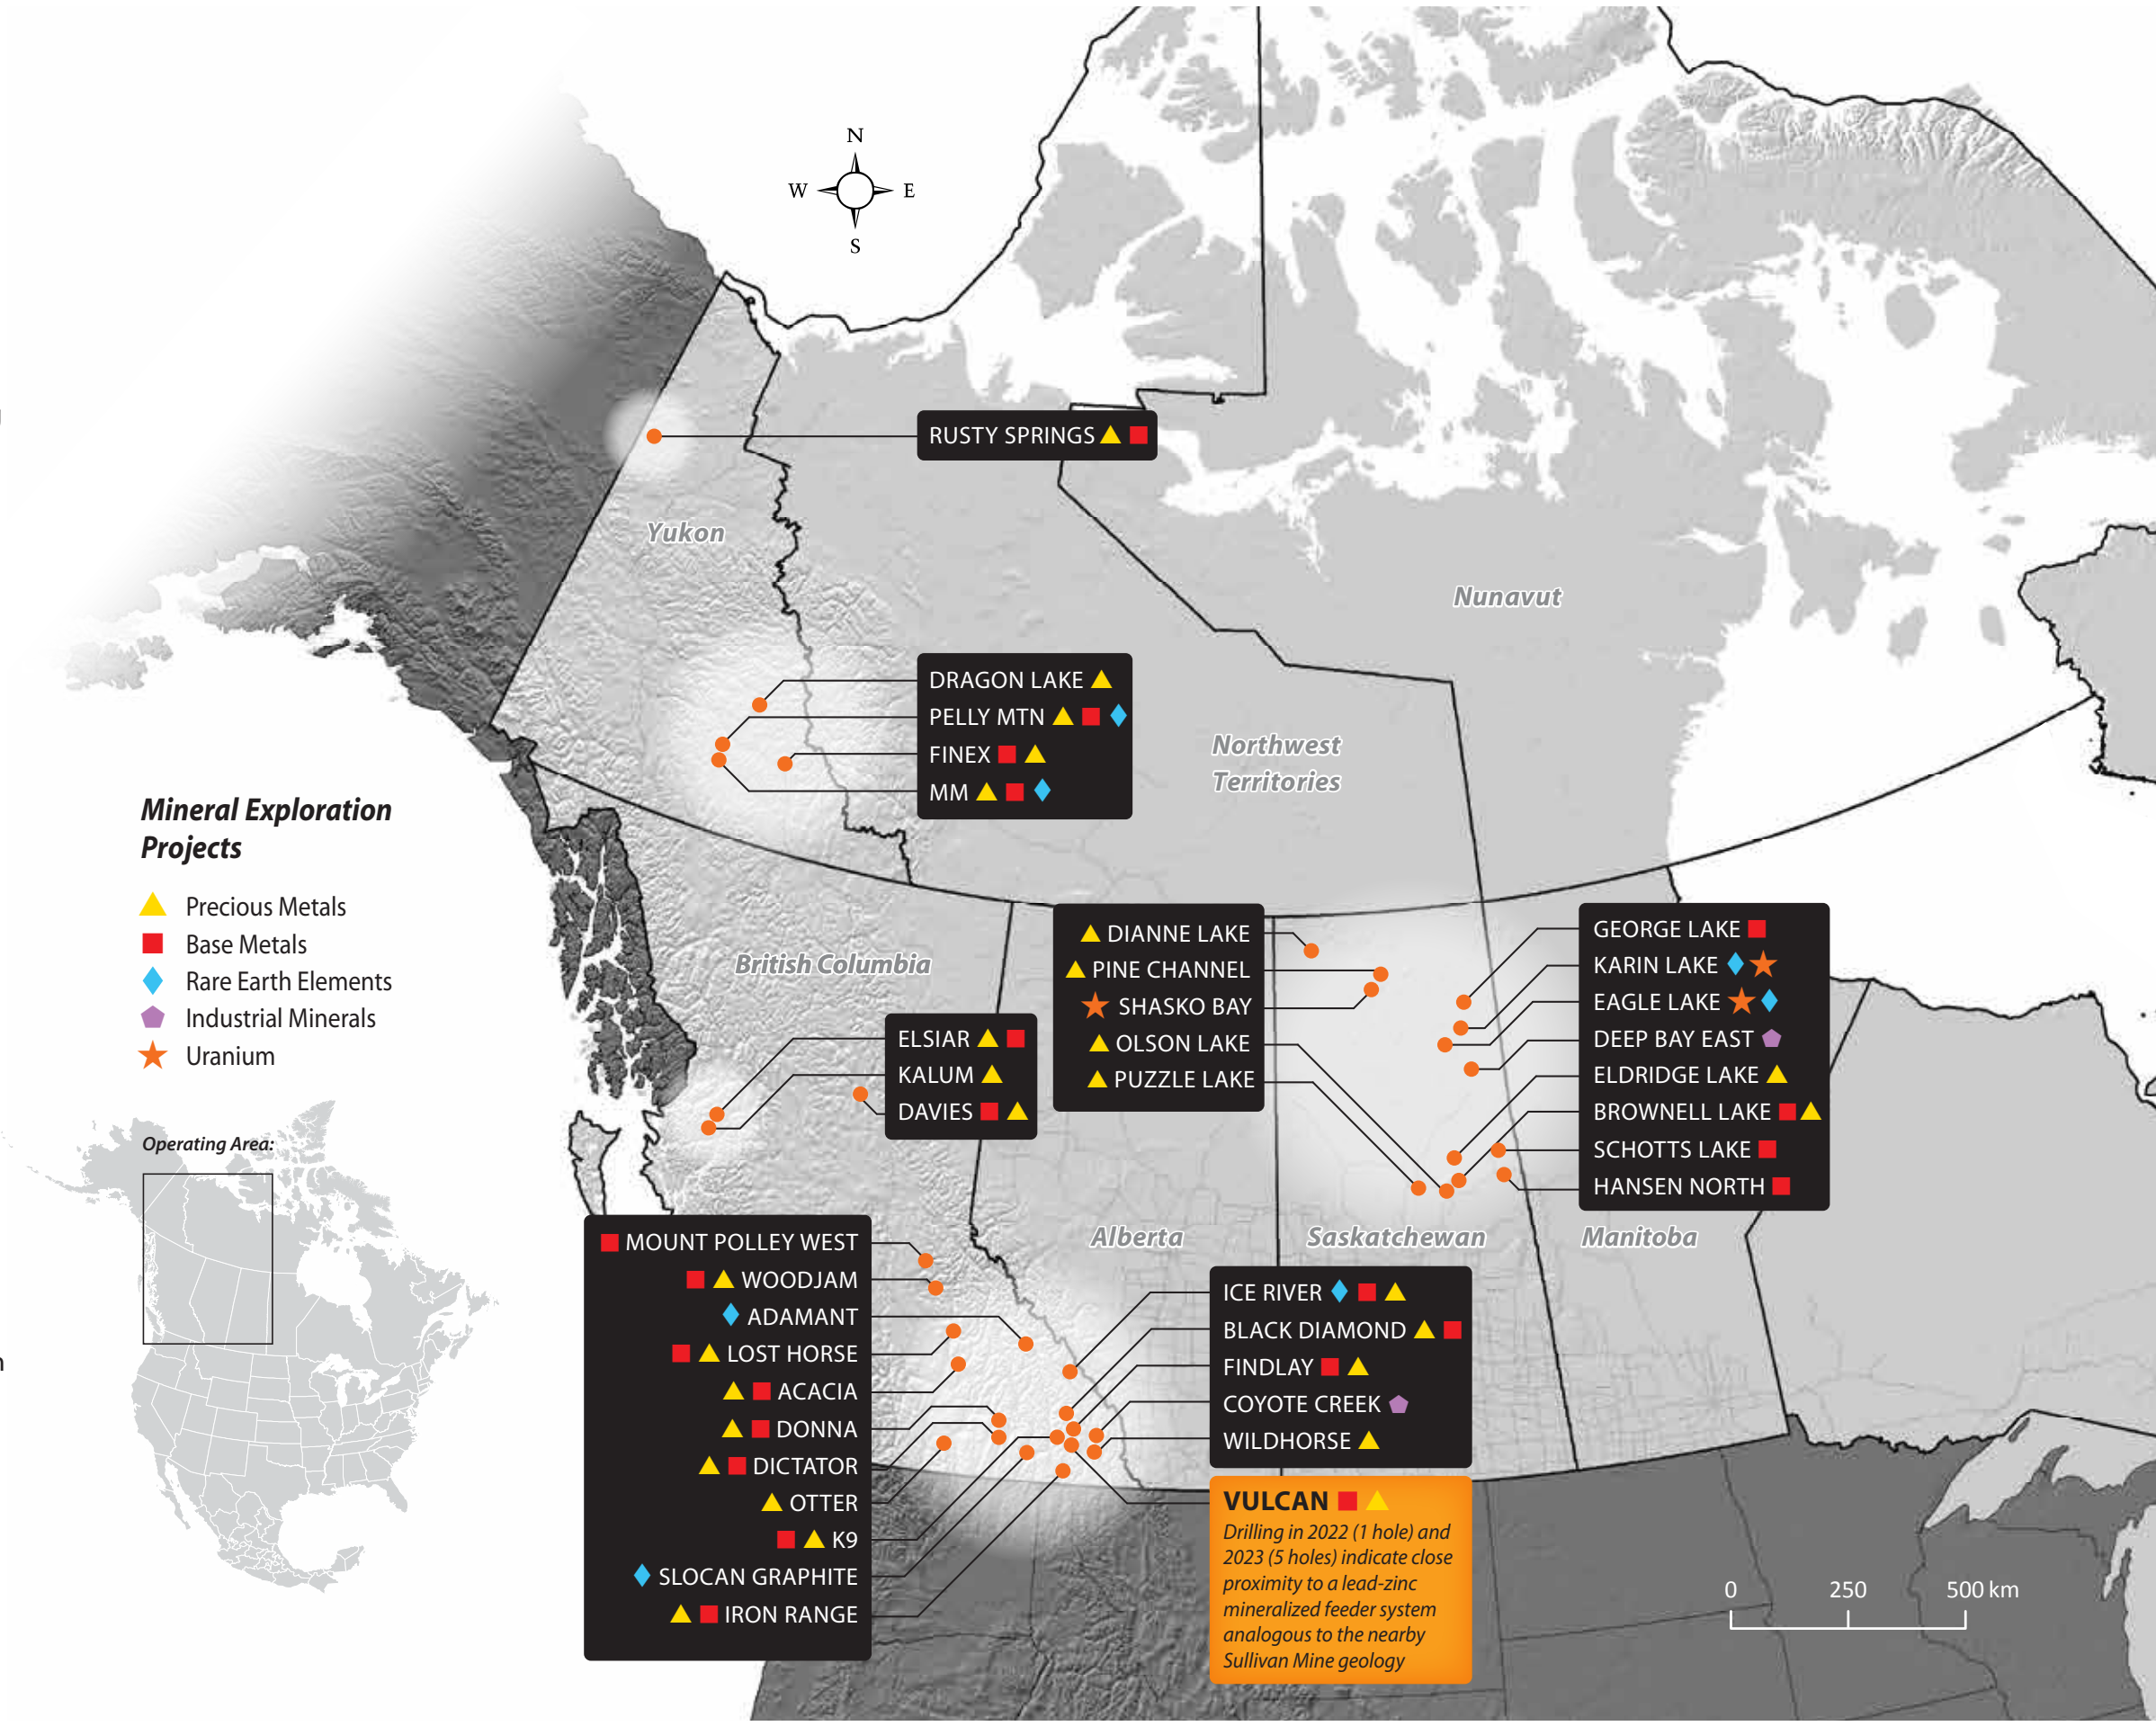 N
W E
S
RUSTY SPRINGS
Yukon
Nunavut
DRAGON LAKE
PELLY MTN
FINEX
MM
Northwest
Territories
Mineral Exploration
Projects
Precious Metals
Base Metals
Rare Earth Elements
Industrial Minerals
Uranium
Operating Area:
British Columbia
ELSIAR
KALUM
DAVIES
DIANNE LAKE
PINE CHANNEL
SHASKO BAY
OLSON LAKE
PUZZLE LAKE
GEORGE LAKE
KARIN LAKE
EAGLE LAKE
DEEP BAY EAST
ELDRIDGE LAKE
BROWNELL LAKE
SCHOTTS LAKE
HANSEN NORTH
Alberta
Saskatchewan
Manitoba
MOUNT POLLEY WEST
WOODJAM
ADAMANT
LOST HORSE
ACACIA
DONNA
DICTATOR
OTTER
K9
SLOCAN GRAPHITE
IRON RANGE
ICE RIVER
BLACK DIAMOND
FINDLAY
COYOTE CREEK
WILDHORSE
VULCAN
Drilling in 2022 (1 hole) and
2023 (5 holes) indicate close
proximity to a lead-zinc
mineralized feeder system
analogous to the nearby
Sullivan Mine geology
0 250 500 km